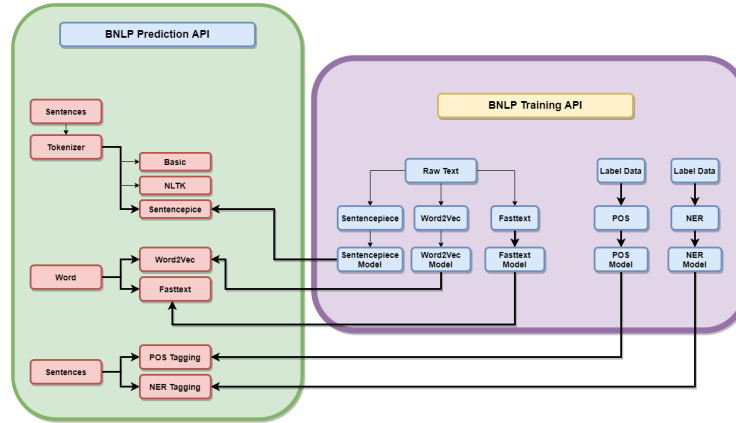 BNLP Prediction API
Sentences
Tokenizer
Basic
NLTK
Sentencepice
Word
Word2Vec
Fasttext
Sentences
POS Tagging
NER Tagging
BNLP Training API
Raw Text
Label Data
Label Data
Sentencepiece
Word2Vec
Fasttext
POS
NER
Sentencepiece
Model
Word2Vec
Model
Fasttext
Model
POS
Model
NER
Model